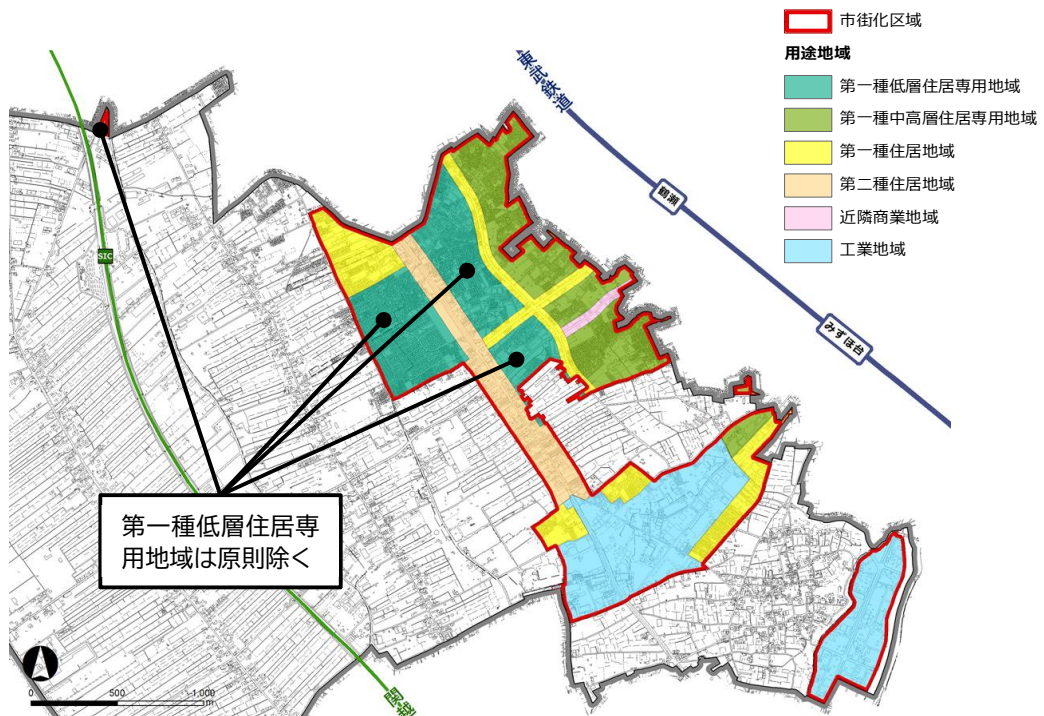 市街化区域
用途地域
第一種低層住居専用地域
第一種中高層住居専用地域
第一種住居地域
第二種住居地域
近隣商業地域
工業地域
東武鉄道
鶴瀬
みずほ台
SIC
第一種低層住居専
用地域は原則除く
関越
0 500 1,000
m